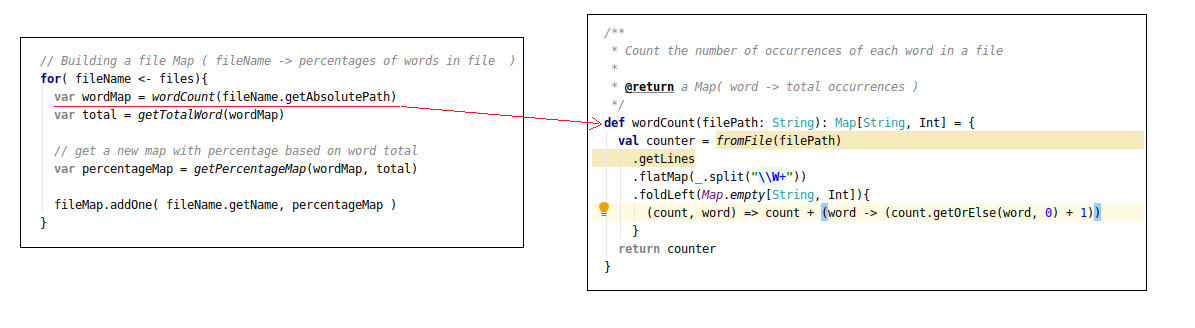 // Building a file Map ( fileName -> percentages of words in file  )
for( fileName <- files){
  var wordMap = wordCount(fileName.getAbsolutePath)
  var total = getTotalWord(wordMap)

  // get a new map with percentage based on word total
  var percentageMap = getPercentageMap(wordMap, total)

  fileMap.addOne( fileName.getName, percentageMap )
}
/**
 * Count the number of occurrences of each word in a file
 *
 * @return a Map( word -> total occurrences )
 */
def wordCount(filePath: String): Map[String, Int] = {
  val counter = fromFile(filePath)
    .getLines
    .flatMap(_.split("\\W+"))
    .foldLeft(Map.empty[String, Int]){
      (count, word) => count + (word -> (count.getOrElse(word, 0) + 1))
    }
  return counter
}